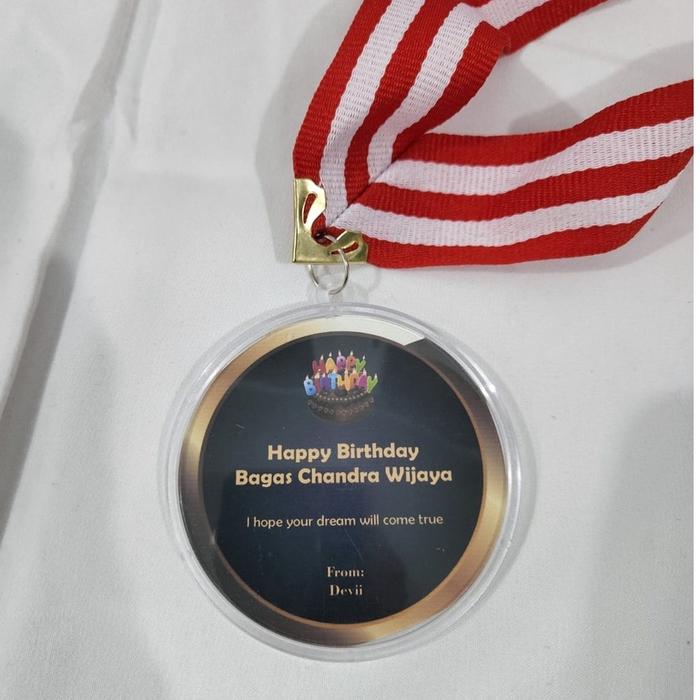 HAPPY
BIRTHDAY
Happy Birthday
Bagas Chandra Wijaya
I hope your dream will come true
From:
Devii